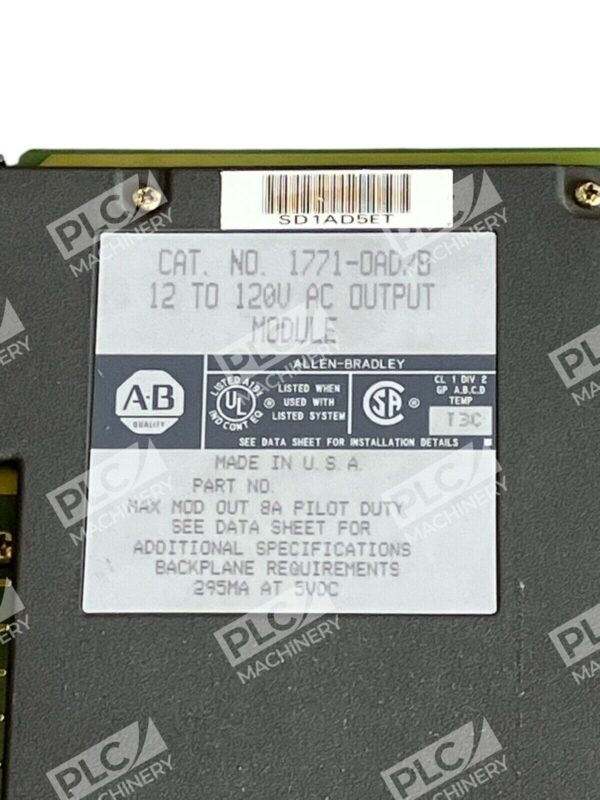 SD1AD5ET
CAT. NO. 1771-OAD/B
12 TO 120V AC OUTPUT
MODULE
ALLEN-BRADLEY
A-B
QUALITY
LISTED A196
UL
IND CONT EQ
®
LISTED WHEN
USED WITH
LISTED SYSTEM
SA
®
CL 1 DIV 2
GP A,B,C,D
TEMP
T3C
SEE DATA SHEET FOR INSTALLATION DETAILS
MADE IN U.S.A.
PART NO.
MAX MOD OUT 8A PILOT DUTY
SEE DATA SHEET FOR
ADDITIONAL SPECIFICATIONS
BACKPLANE REQUIREMENTS
295MA AT 5VDC
PLC
MACHINERY